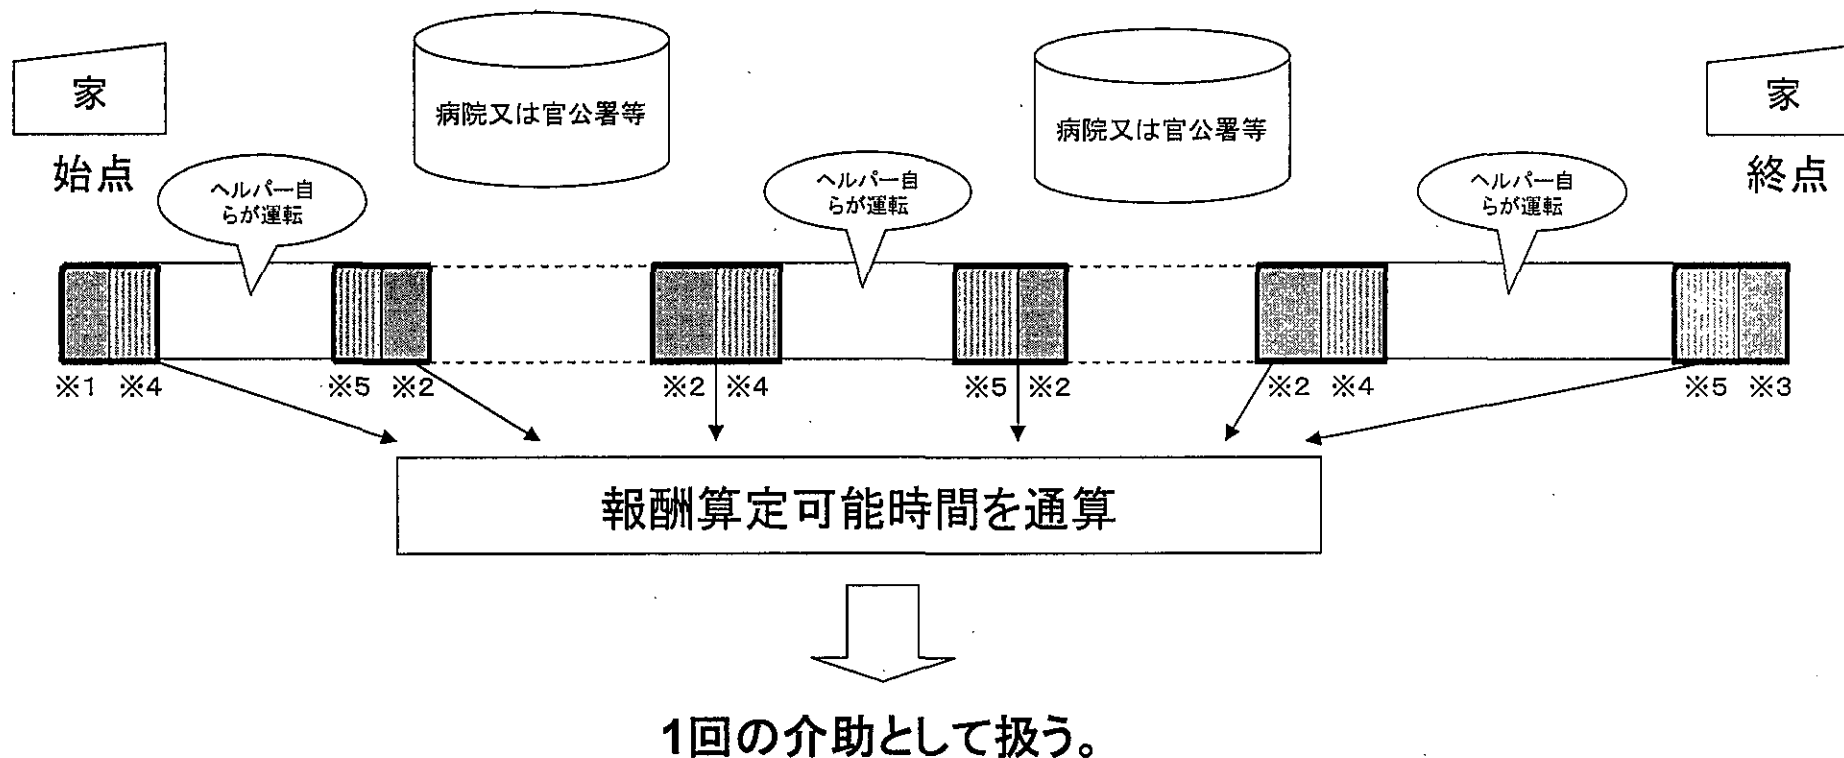 家
病院又は官公署等
病院又は官公署等
家
始点
終点
ヘルパー自
らが運転
ヘルパー自
らが運転
ヘルパー自
らが運転
※1 ※4 ※5 ※2 ※2 ※4 ※5 ※2 ※2 ※4 ※5 ※3
報酬算定可能時間を通算
1回の介助として扱う。